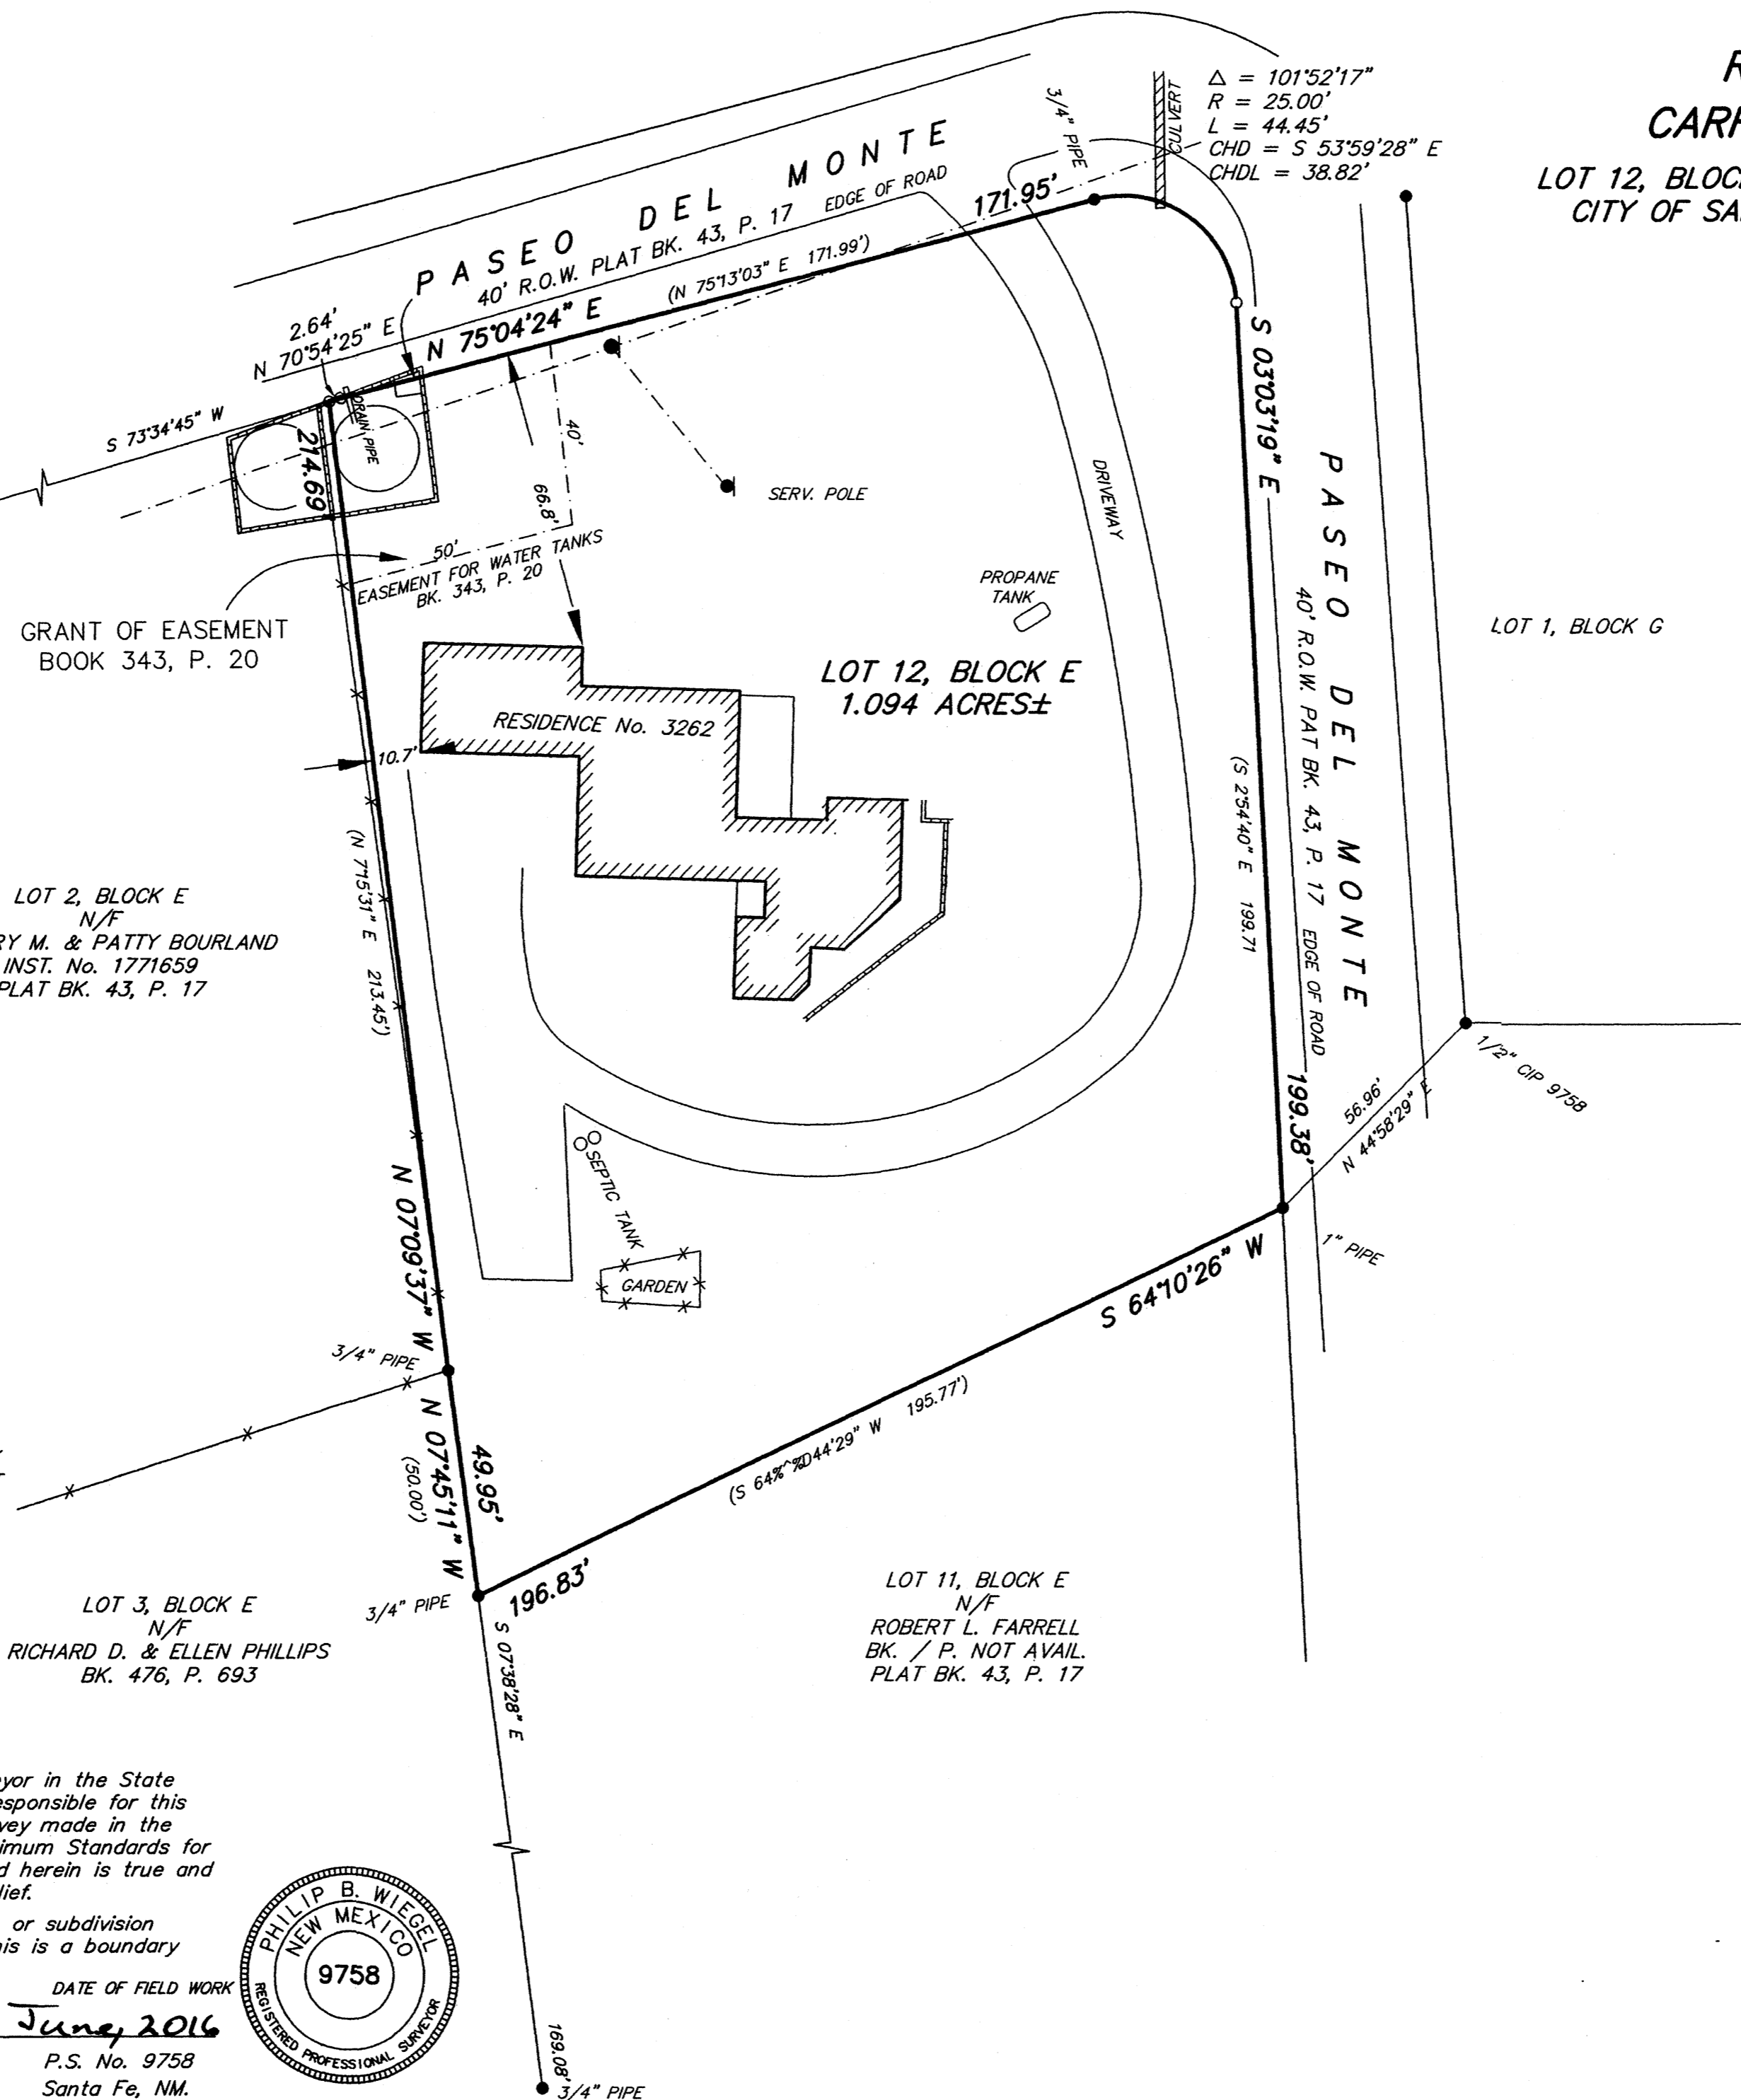 R
CARR
LOT 12, BLOC
CITY OF SA
Δ = 101°52'17"
R = 25.00'
L = 44.45'
CHD = S 53°59'28" E
CHDL = 38.82'
CULVERT
3/4" PIPE
171.95'
PASEO DEL MONTE
40' R.O.W. PLAT BK. 43, P. 17
EDGE OF ROAD
(N 75°13'03" E 171.99')
N 75°04'24" E
2.64'
N 70°54'25" E
S 73°34'45" W
DRAIN PIPE
214.69
40'
66.8'
SERV. POLE
50'
EASEMENT FOR WATER TANKS
BK. 343, P. 20
GRANT OF EASEMENT
BOOK 343, P. 20
DRIVEWAY
PROPANE
TANK
S 03°03'19" E
PASEO DEL MONTE
40' R.O.W. PAT BK. 43, P. 17
EDGE OF ROAD
(S 2°54'40" E 199.71
199.38'
LOT 1, BLOCK G
LOT 12, BLOCK E
1.094 ACRES±
RESIDENCE No. 3262
10.7'
(N 7°15'31" E 213.45')
LOT 2, BLOCK E
N/F
RY M. & PATTY BOURLAND
INST. No. 1771659
PLAT BK. 43, P. 17
1/2" CIP 9758
56.96'
N 44°58'29" E
1" PIPE
SEPTIC TANK
GARDEN
N 07°09'37" W
3/4" PIPE
N 07°45'11" W
49.95'
(50.00')
S 64°10'26" W
(S 64%^%D44'29" W 195.77')
196.83'
3/4" PIPE
LOT 3, BLOCK E
N/F
RICHARD D. & ELLEN PHILLIPS
BK. 476, P. 693
LOT 11, BLOCK E
N/F
ROBERT L. FARRELL
BK. / P. NOT AVAIL.
PLAT BK. 43, P. 17
S 07°38'28" E
169.08'
3/4" PIPE
yor in the State
esponsible for this
vey made in the
imum Standards for
d herein is true and
lief.
or subdivision
his is a boundary
DATE OF FIELD WORK
June, 2016
P.S. No. 9758
Santa Fe, NM.
PHILIP B. WIEGEL
NEW MEXICO
9758
REGISTERED PROFESSIONAL SURVEYOR